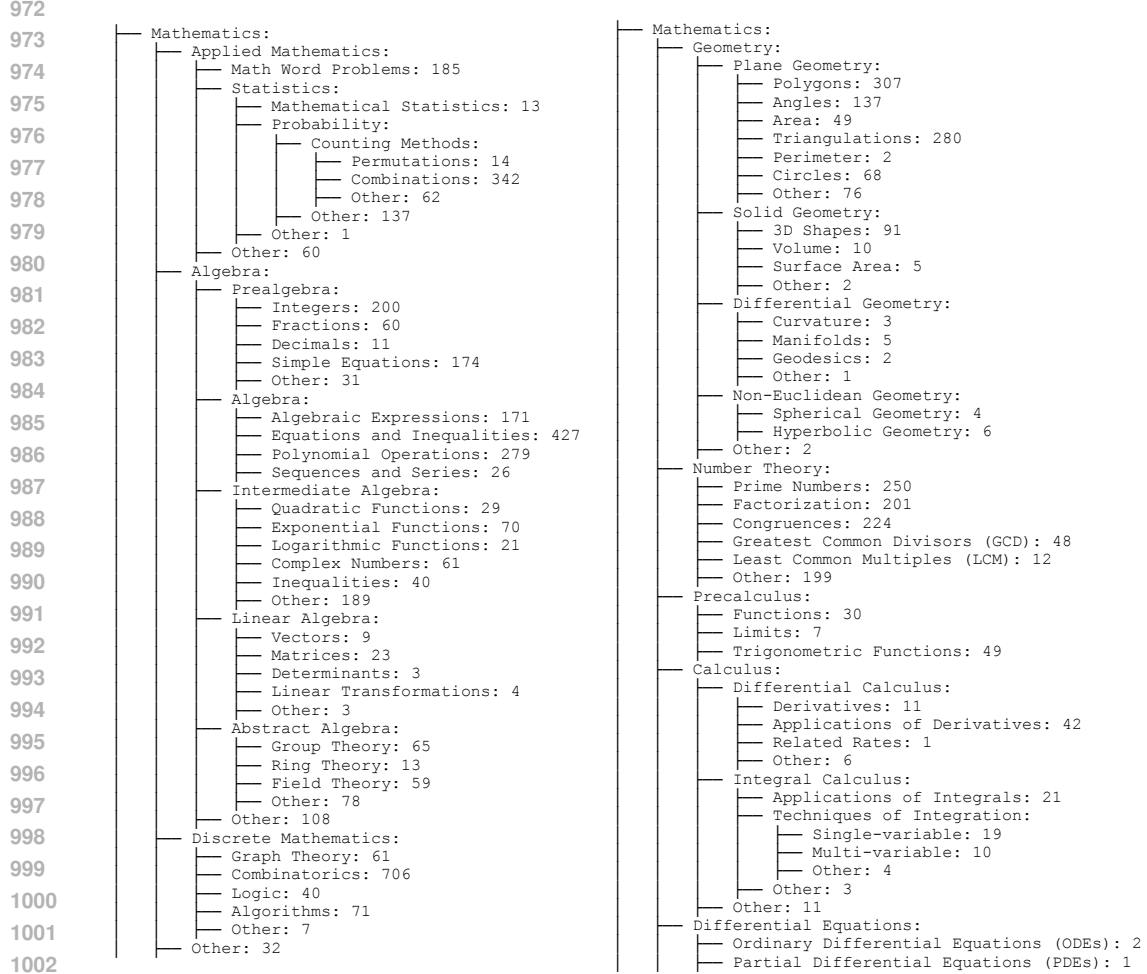 972
973
974
975
976
977
978
979
980
981
982
983
984
985
986
987
988
989
990
991
992
993
994
995
996
997
998
999
1000
1001
1002
├── Mathematics:
│   ├── Applied Mathematics:
│   │   ├── Math Word Problems: 185
│   │   ├── Statistics:
│   │   │   ├── Mathematical Statistics: 13
│   │   │   ├── Probability:
│   │   │   │   ├── Counting Methods:
│   │   │   │   │   ├── Permutations: 14
│   │   │   │   │   ├── Combinations: 342
│   │   │   │   │   ├── Other: 62
│   │   │   │   ├── Other: 137
│   │   │   ├── Other: 1
│   │   ├── Other: 60
│   ├── Algebra:
│   │   ├── Prealgebra:
│   │   │   ├── Integers: 200
│   │   │   ├── Fractions: 60
│   │   │   ├── Decimals: 11
│   │   │   ├── Simple Equations: 174
│   │   │   ├── Other: 31
│   │   ├── Algebra:
│   │   │   ├── Algebraic Expressions: 171
│   │   │   ├── Equations and Inequalities: 427
│   │   │   ├── Polynomial Operations: 279
│   │   │   ├── Sequences and Series: 26
│   │   ├── Intermediate Algebra:
│   │   │   ├── Quadratic Functions: 29
│   │   │   ├── Exponential Functions: 70
│   │   │   ├── Logarithmic Functions: 21
│   │   │   ├── Complex Numbers: 61
│   │   │   ├── Inequalities: 40
│   │   │   ├── Other: 189
│   │   ├── Linear Algebra:
│   │   │   ├── Vectors: 9
│   │   │   ├── Matrices: 23
│   │   │   ├── Determinants: 3
│   │   │   ├── Linear Transformations: 4
│   │   │   ├── Other: 3
│   │   ├── Abstract Algebra:
│   │   │   ├── Group Theory: 65
│   │   │   ├── Ring Theory: 13
│   │   │   ├── Field Theory: 59
│   │   │   ├── Other: 78
│   │   ├── Other: 108
│   ├── Discrete Mathematics:
│   │   ├── Graph Theory: 61
│   │   ├── Combinatorics: 706
│   │   ├── Logic: 40
│   │   ├── Algorithms: 71
│   │   ├── Other: 7
│   ├── Other: 32
├── Mathematics:
│   ├── Geometry:
│   │   ├── Plane Geometry:
│   │   │   ├── Polygons: 307
│   │   │   ├── Angles: 137
│   │   │   ├── Area: 49
│   │   │   ├── Triangulations: 280
│   │   │   ├── Perimeter: 2
│   │   │   ├── Circles: 68
│   │   │   ├── Other: 76
│   │   ├── Solid Geometry:
│   │   │   ├── 3D Shapes: 91
│   │   │   ├── Volume: 10
│   │   │   ├── Surface Area: 5
│   │   │   ├── Other: 2
│   │   ├── Differential Geometry:
│   │   │   ├── Curvature: 3
│   │   │   ├── Manifolds: 5
│   │   │   ├── Geodesics: 2
│   │   │   ├── Other: 1
│   │   ├── Non-Euclidean Geometry:
│   │   │   ├── Spherical Geometry: 4
│   │   │   ├── Hyperbolic Geometry: 6
│   │   ├── Other: 2
│   ├── Number Theory:
│   │   ├── Prime Numbers: 250
│   │   ├── Factorization: 201
│   │   ├── Congruences: 224
│   │   ├── Greatest Common Divisors (GCD): 48
│   │   ├── Least Common Multiples (LCM): 12
│   │   ├── Other: 199
│   ├── Precalculus:
│   │   ├── Functions: 30
│   │   ├── Limits: 7
│   │   ├── Trigonometric Functions: 49
│   ├── Calculus:
│   │   ├── Differential Calculus:
│   │   │   ├── Derivatives: 11
│   │   │   ├── Applications of Derivatives: 42
│   │   │   ├── Related Rates: 1
│   │   │   ├── Other: 6
│   │   ├── Integral Calculus:
│   │   │   ├── Applications of Integrals: 21
│   │   │   ├── Techniques of Integration:
│   │   │   │   ├── Single-variable: 19
│   │   │   │   ├── Multi-variable: 10
│   │   │   │   ├── Other: 4
│   │   │   ├── Other: 3
│   │   ├── Other: 11
│   ├── Differential Equations:
│   │   ├── Ordinary Differential Equations (ODEs): 2
│   │   ├── Partial Differential Equations (PDEs): 1